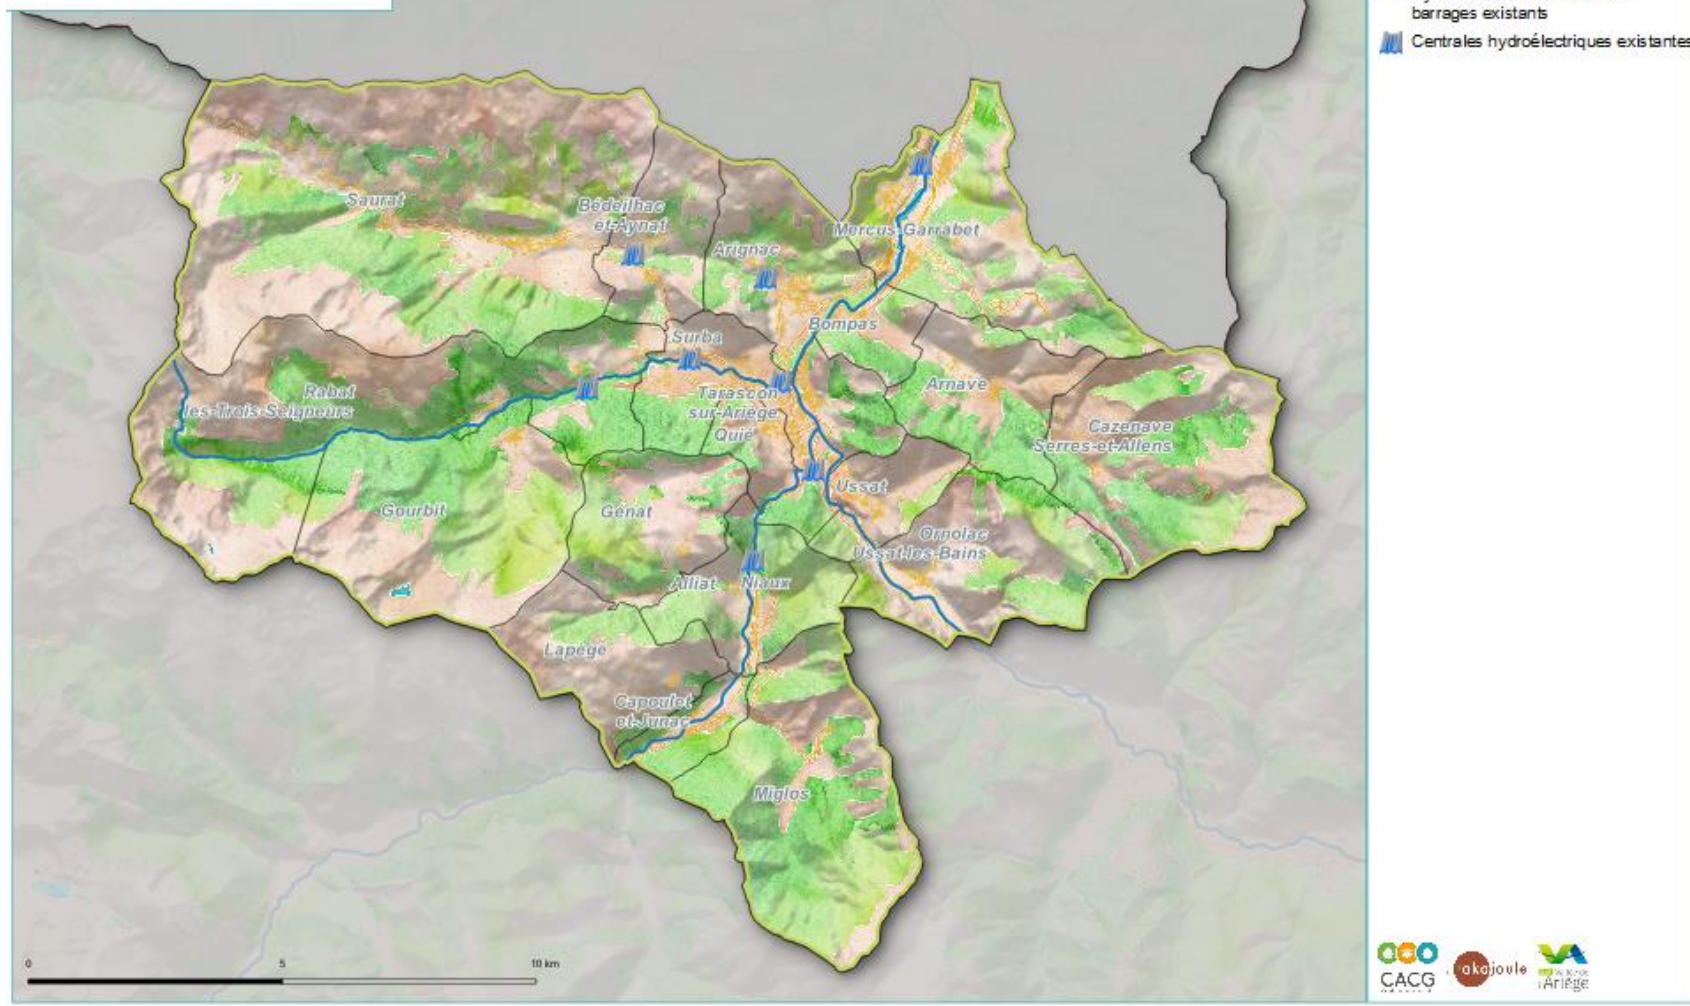 barrages existants
Centrales hydroélectriques existantes
Saurat
Bédeilhac
et-Aynat
Arignac
Mercus-Garrabet
Bompas
Surba
Rabat
les-Trois-Seigneurs
Tarascon
sur-Ariège
Quié
Arnave
Cazenave
Serres-et-Allens
Ussat
Gourbit
Génat
Ornolac
Ussat-les-Bains
Alliat
Niaux
Lapège
Capoulet
et-Junac
Miglos
0
5
10 km
CACG
akajoule
Ariège